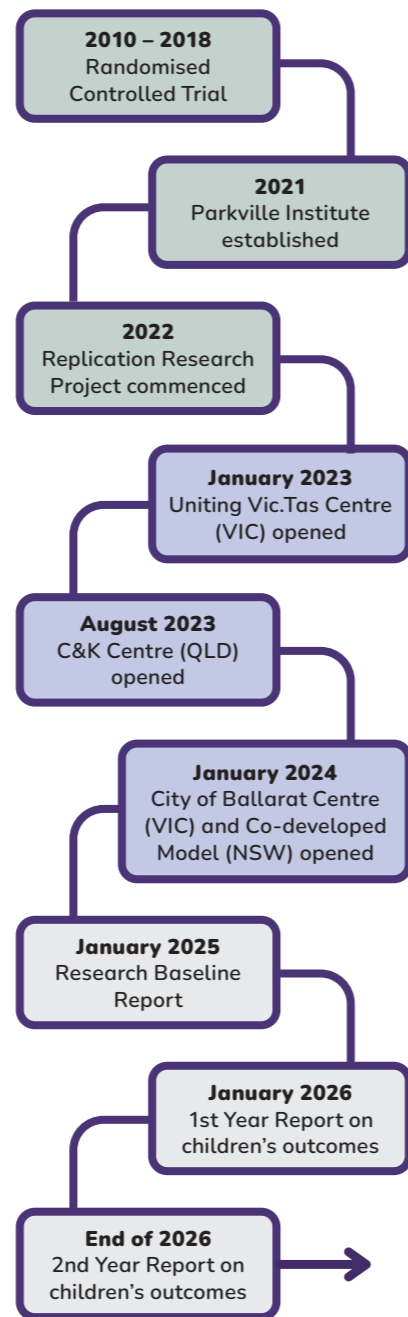 2010 – 2018
Randomised
Controlled Trial
2021
Parkville Institute
established
2022
Replication Research
Project commenced
January 2023
Uniting Vic.Tas Centre
(VIC) opened
August 2023
C&K Centre (QLD)
opened
January 2024
City of Ballarat Centre
(VIC) and Co-developed
Model (NSW) opened
January 2025
Research Baseline
Report
January 2026
1st Year Report on
children’s outcomes
End of 2026
2nd Year Report on
children’s outcomes